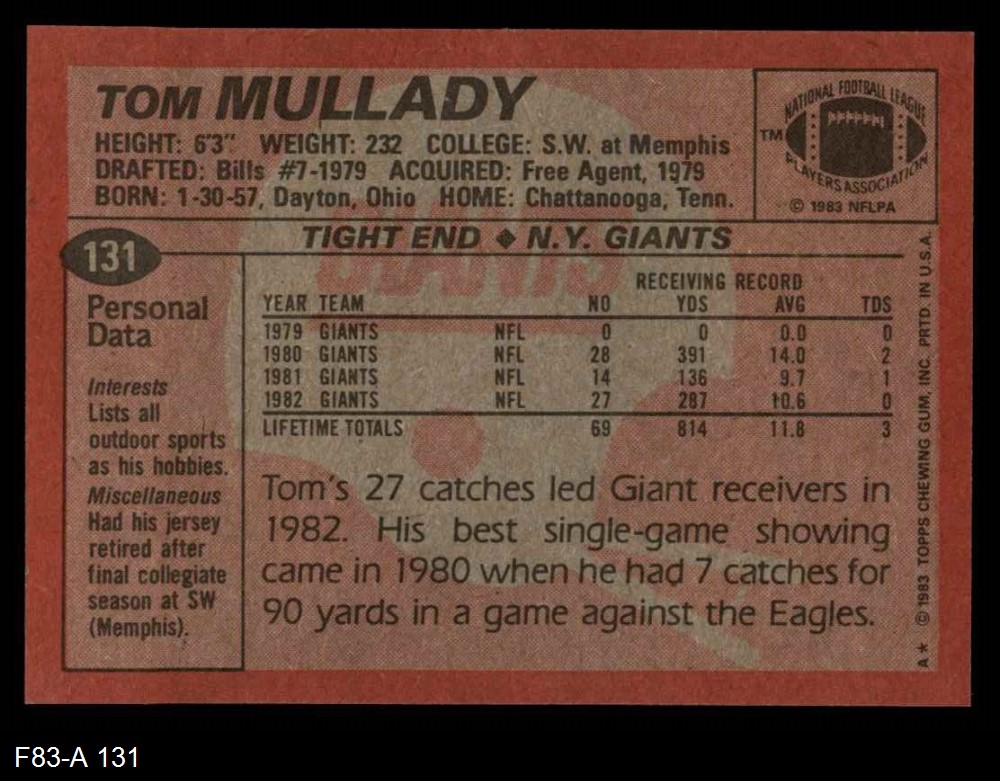 TOM MULLADY
HEIGHT: 6'3" WEIGHT: 232 COLLEGE: S.W. at Memphis
DRAFTED: Bills #7-1979 ACQUIRED: Free Agent, 1979
BORN: 1-30-57, Dayton, Ohio HOME: Chattanooga, Tenn.
NATIONAL FOOTBALL LEAGUE
TM
PLAYERS ASSOCIATION
© 1983 NFLPA
TIGHT END ◆ N.Y. GIANTS
131
Personal
Data
Interests
Lists all
outdoor sports
as his hobbies.
Miscellaneous
Had his jersey
retired after
final collegiate
season at SW
(Memphis).
GIANTS
RECEIVING RECORD
YEAR TEAM NO YDS AVG TDS
1979 GIANTS NFL 0 0 0.0 0
1980 GIANTS NFL 28 391 14.0 2
1981 GIANTS NFL 14 136 9.7 1
1982 GIANTS NFL 27 287 10.6 0
LIFETIME TOTALS 69 814 11.8 3
Tom's 27 catches led Giant receivers in
1982. His best single-game showing
came in 1980 when he had 7 catches for
90 yards in a game against the Eagles.
A★ © 1983 TOPPS CHEWING GUM, INC. PRTD IN U.S.A.
F83-A 131